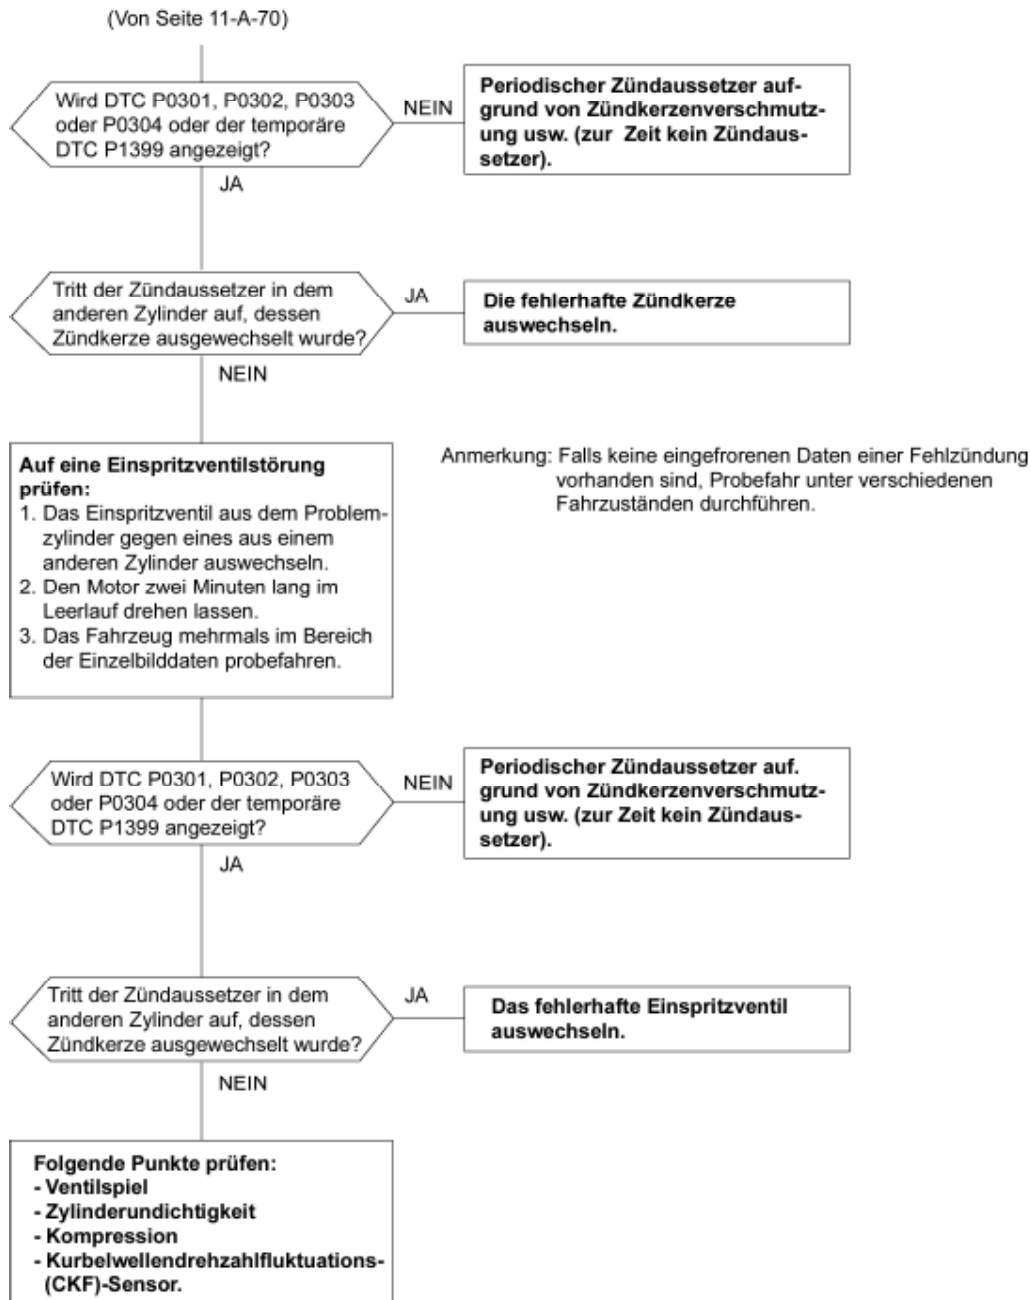 (Von Seite 11-A-70)
Wird DTC P0301, P0302, P0303
oder P0304 oder der temporäre
DTC P1399 angezeigt?
NEIN
Periodischer Zündaussetzer auf-
grund von Zündkerzenverschmutz-
ung usw. (zur Zeit kein Zündaus-
setzer).
JA
Tritt der Zündaussetzer in dem
anderen Zylinder auf, dessen
Zündkerze ausgewechselt wurde?
JA
Die fehlerhafte Zündkerze
auswechseln.
NEIN
Auf eine Einspritzventilstörung
prüfen:
1. Das Einspritzventil aus dem Problem-
zylinder gegen eines aus einem
anderen Zylinder auswechseln.
2. Den Motor zwei Minuten lang im
Leerlauf drehen lassen.
3. Das Fahrzeug mehrmals im Bereich
der Einzelbilddaten probefahren.
Anmerkung: Falls keine eingefrorenen Daten einer Fehlzündung
vorhanden sind, Probefahr unter verschiedenen
Fahrzuständen durchführen.
Wird DTC P0301, P0302, P0303
oder P0304 oder der temporäre
DTC P1399 angezeigt?
NEIN
Periodischer Zündaussetzer auf.
grund von Zündkerzenverschmutz-
ung usw. (zur Zeit kein Zündaus-
setzer).
JA
Tritt der Zündaussetzer in dem
anderen Zylinder auf, dessen
Zündkerze ausgewechselt wurde?
JA
Das fehlerhafte Einspritzventil
auswechseln.
NEIN
Folgende Punkte prüfen:
- Ventilspiel
- Zylinderundichtigkeit
- Kompression
- Kurbelwellendrehzahlfluktuations-
(CKF)-Sensor.